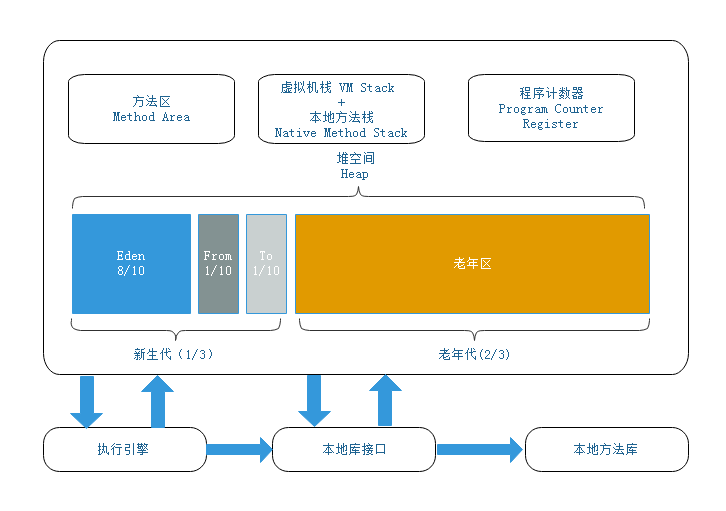 方法区
Method Area
虚拟机栈 VM Stack
+
本地方法栈
Native Method Stack
程序计数器
Program Counter
Register
堆空间
Heap
Eden
8/10
From
1/10
To
1/10
老年区
新生代（1/3）
老年代(2/3)
执行引擎
本地库接口
本地方法库